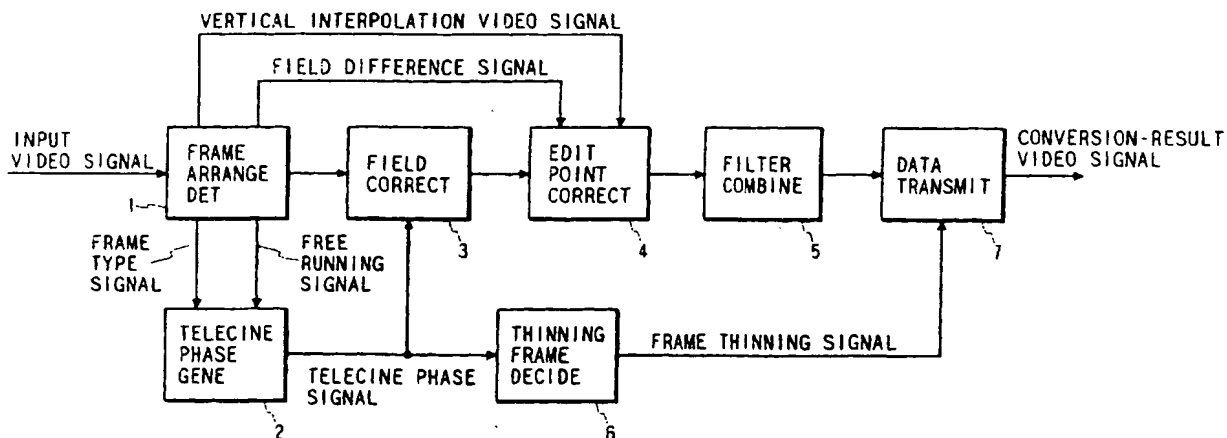 VERTICAL INTERPOLATION VIDEO SIGNAL
FIELD DIFFERENCE SIGNAL
INPUT
VIDEO SIGNAL
FRAME
ARRANGE
DET
1
FIELD
CORRECT
3
EDIT
POINT
CORRECT
4
FILTER
COMBINE
5
DATA
TRANSMIT
7
CONVERSION-RESULT
VIDEO SIGNAL
FRAME
TYPE
SIGNAL
FREE
RUNNING
SIGNAL
TELECINE
PHASE
GENE
2
TELECINE PHASE
SIGNAL
THINNING
FRAME
DECIDE
6
FRAME THINNING SIGNAL